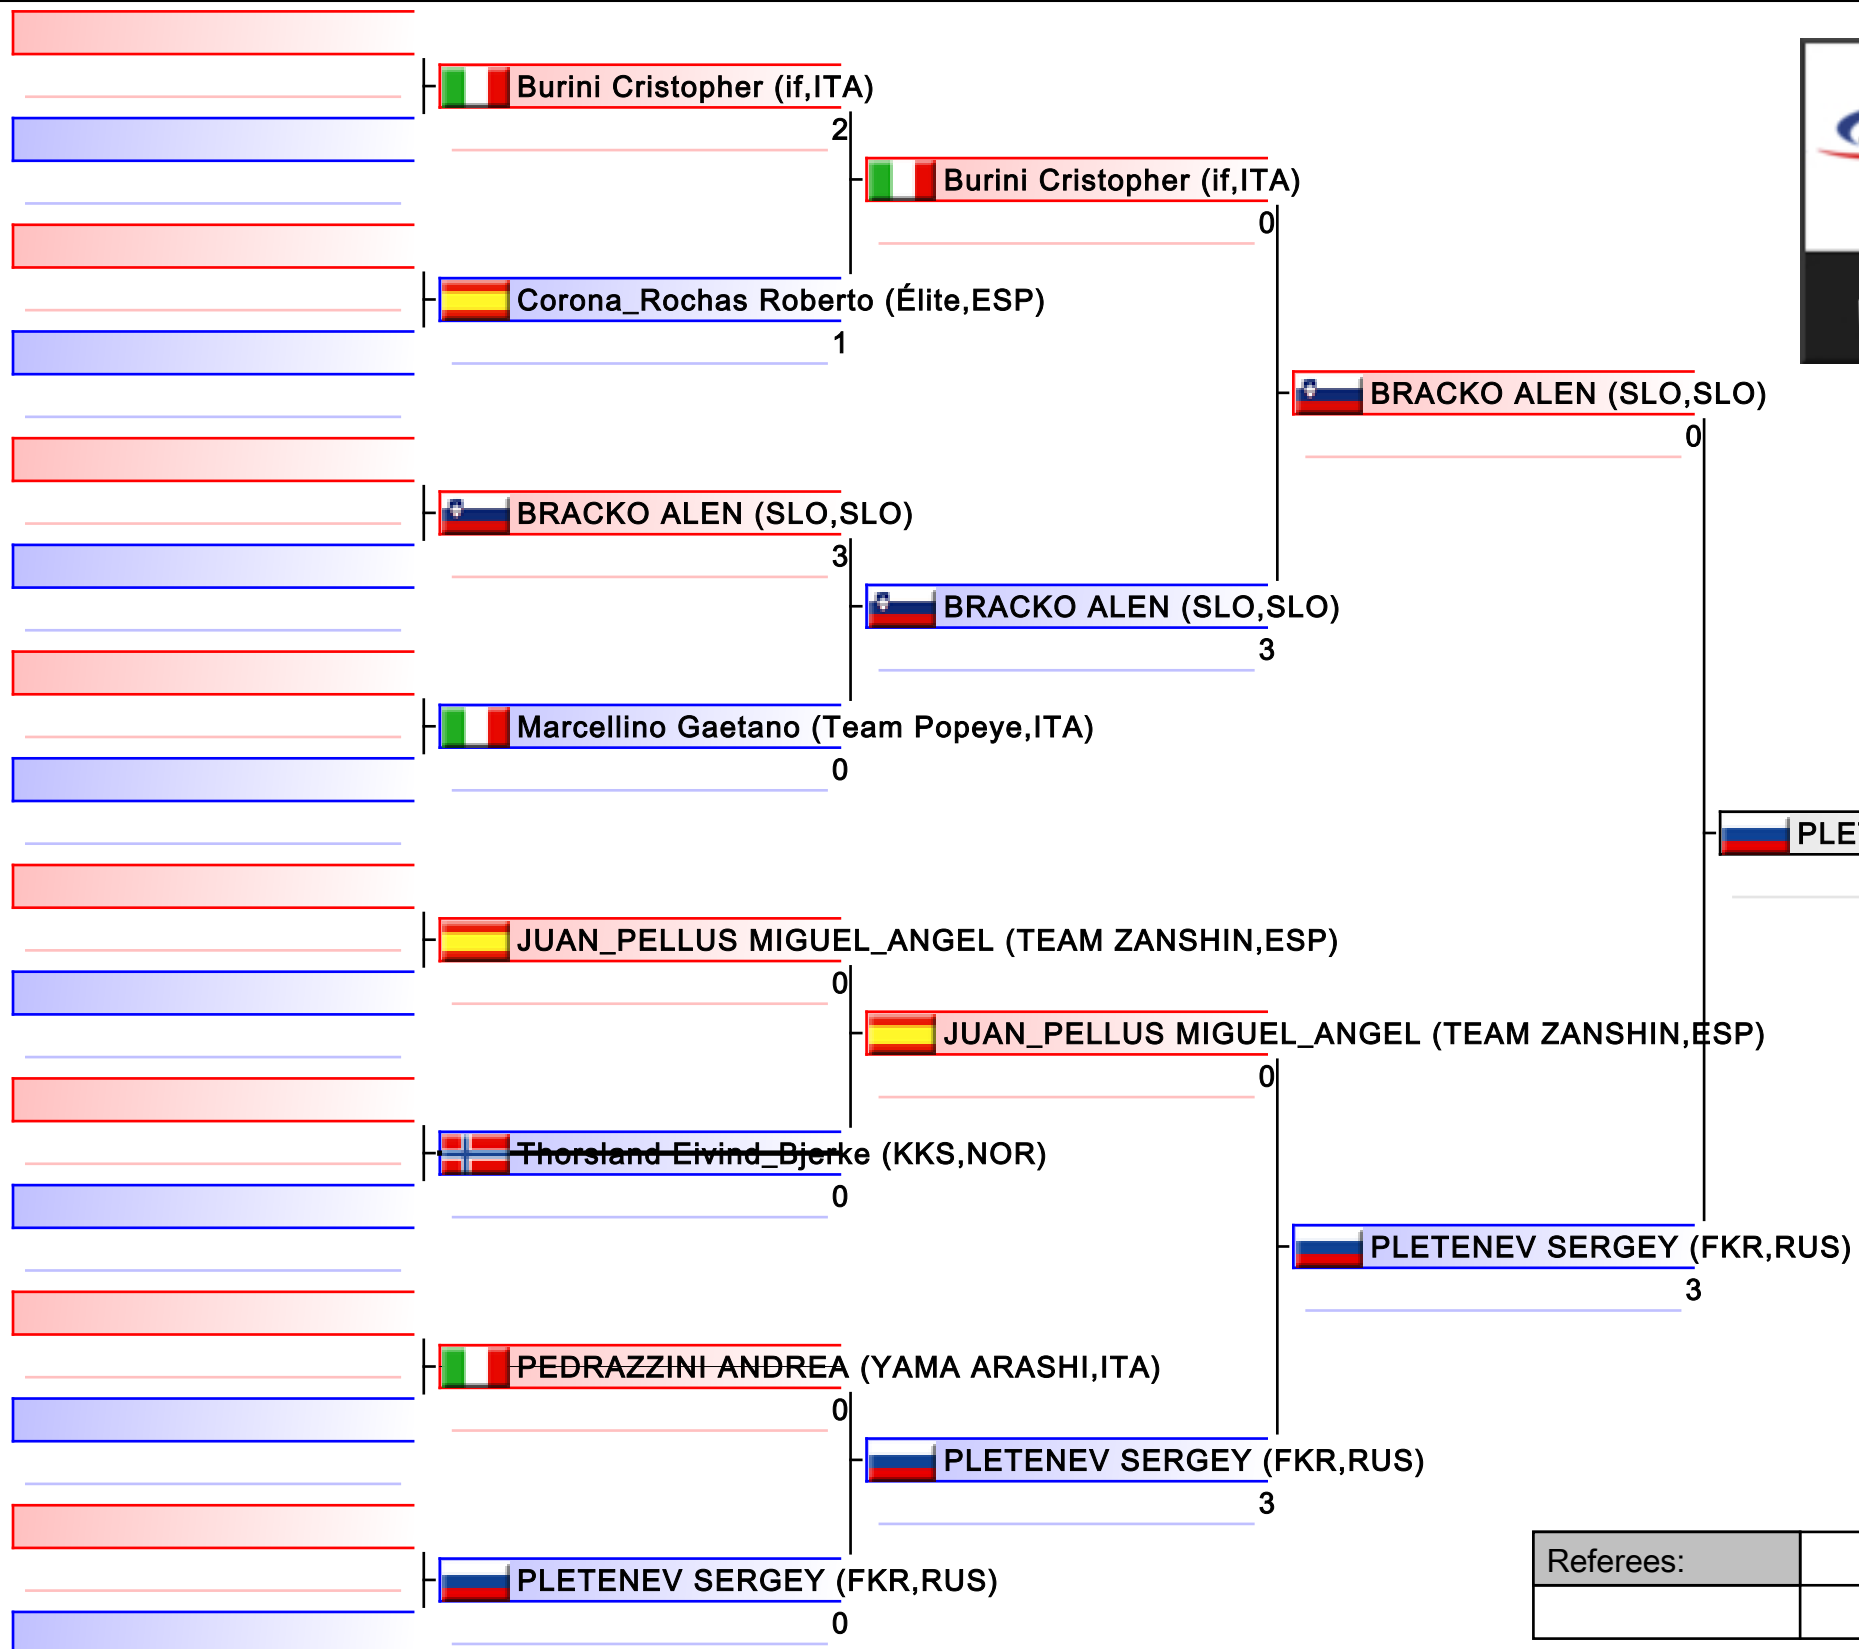 Burini Cristopher (if,ITA)
2
Burini Cristopher (if,ITA)
0
Corona_Rochas Roberto (Élite,ESP)
1
BRACKO ALEN (SLO,SLO)
0
BRACKO ALEN (SLO,SLO)
3
BRACKO ALEN (SLO,SLO)
3
Marcellino Gaetano (Team Popeye,ITA)
0
PLE
JUAN_PELLUS MIGUEL_ANGEL (TEAM ZANSHIN,ESP)
0
JUAN_PELLUS MIGUEL_ANGEL (TEAM ZANSHIN,ESP)
0
Thorsland Eivind_Bjerke (KKS,NOR)
0
PLETENEV SERGEY (FKR,RUS)
3
PEDRAZZINI ANDREA (YAMA ARASHI,ITA)
0
PLETENEV SERGEY (FKR,RUS)
3
Referees:
PLETENEV SERGEY (FKR,RUS)
0